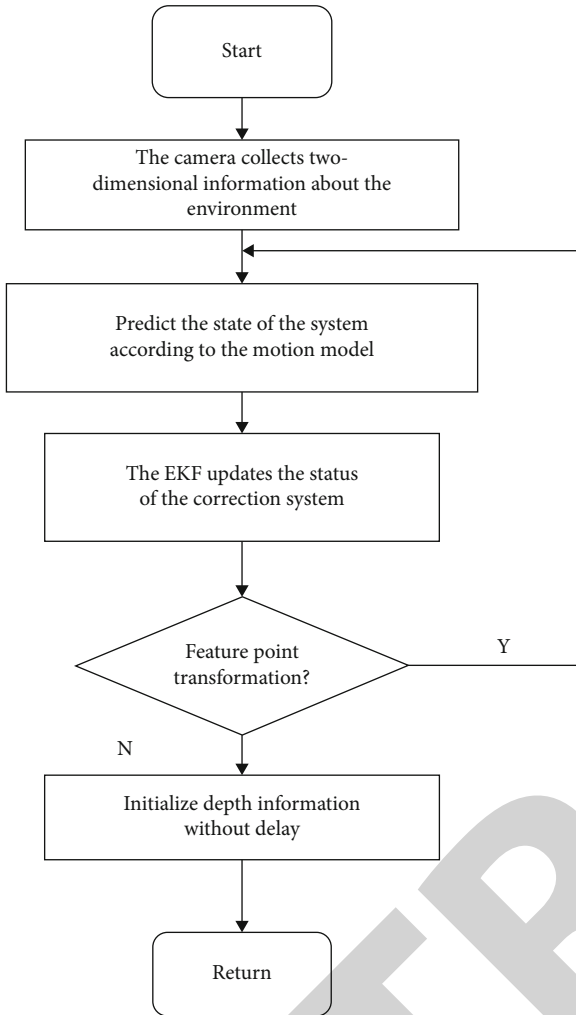 Start
The camera collects two-
dimensional information about the
environment
Predict the state of the system
according to the motion model
The EKF updates the status
of the correction system
Feature point
transformation?
Y
N
Initialize depth information
without delay
Return